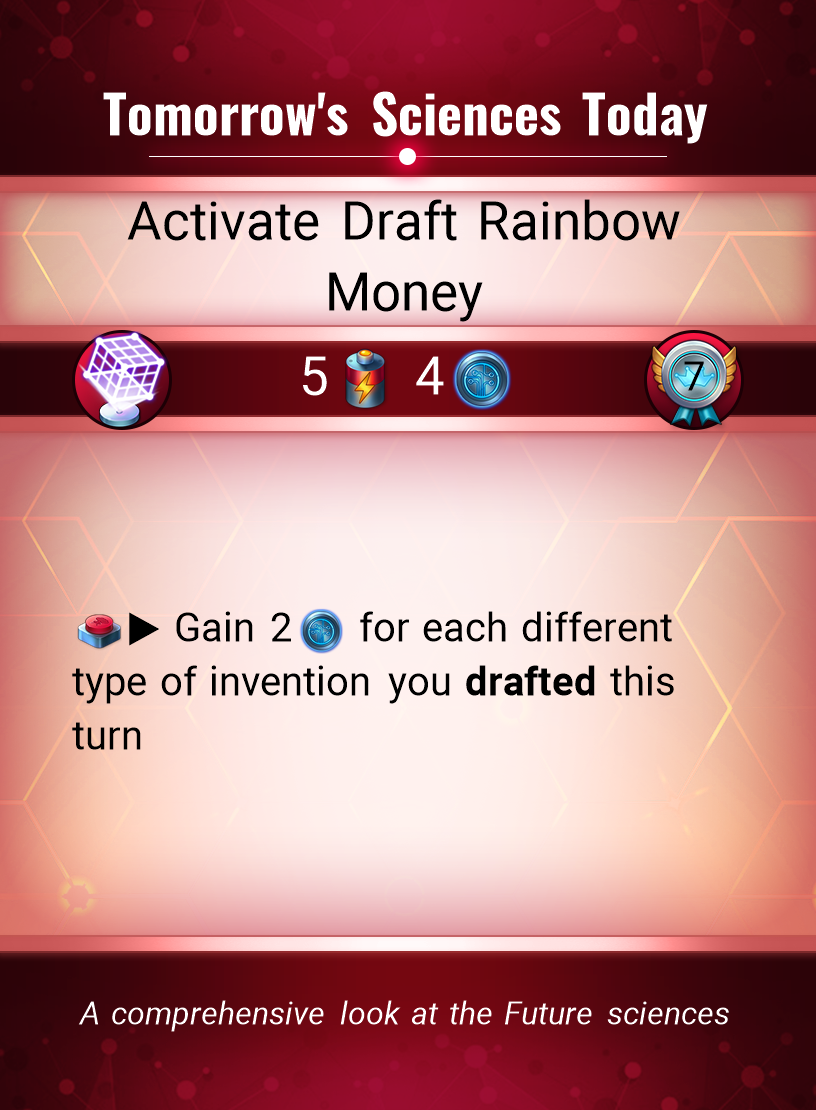 Tomorrow's Sciences Today
Activate Draft Rainbow
Money
5 4 7
▶ Gain 2 for each different
type of invention you drafted this
turn
A comprehensive look at the Future sciences